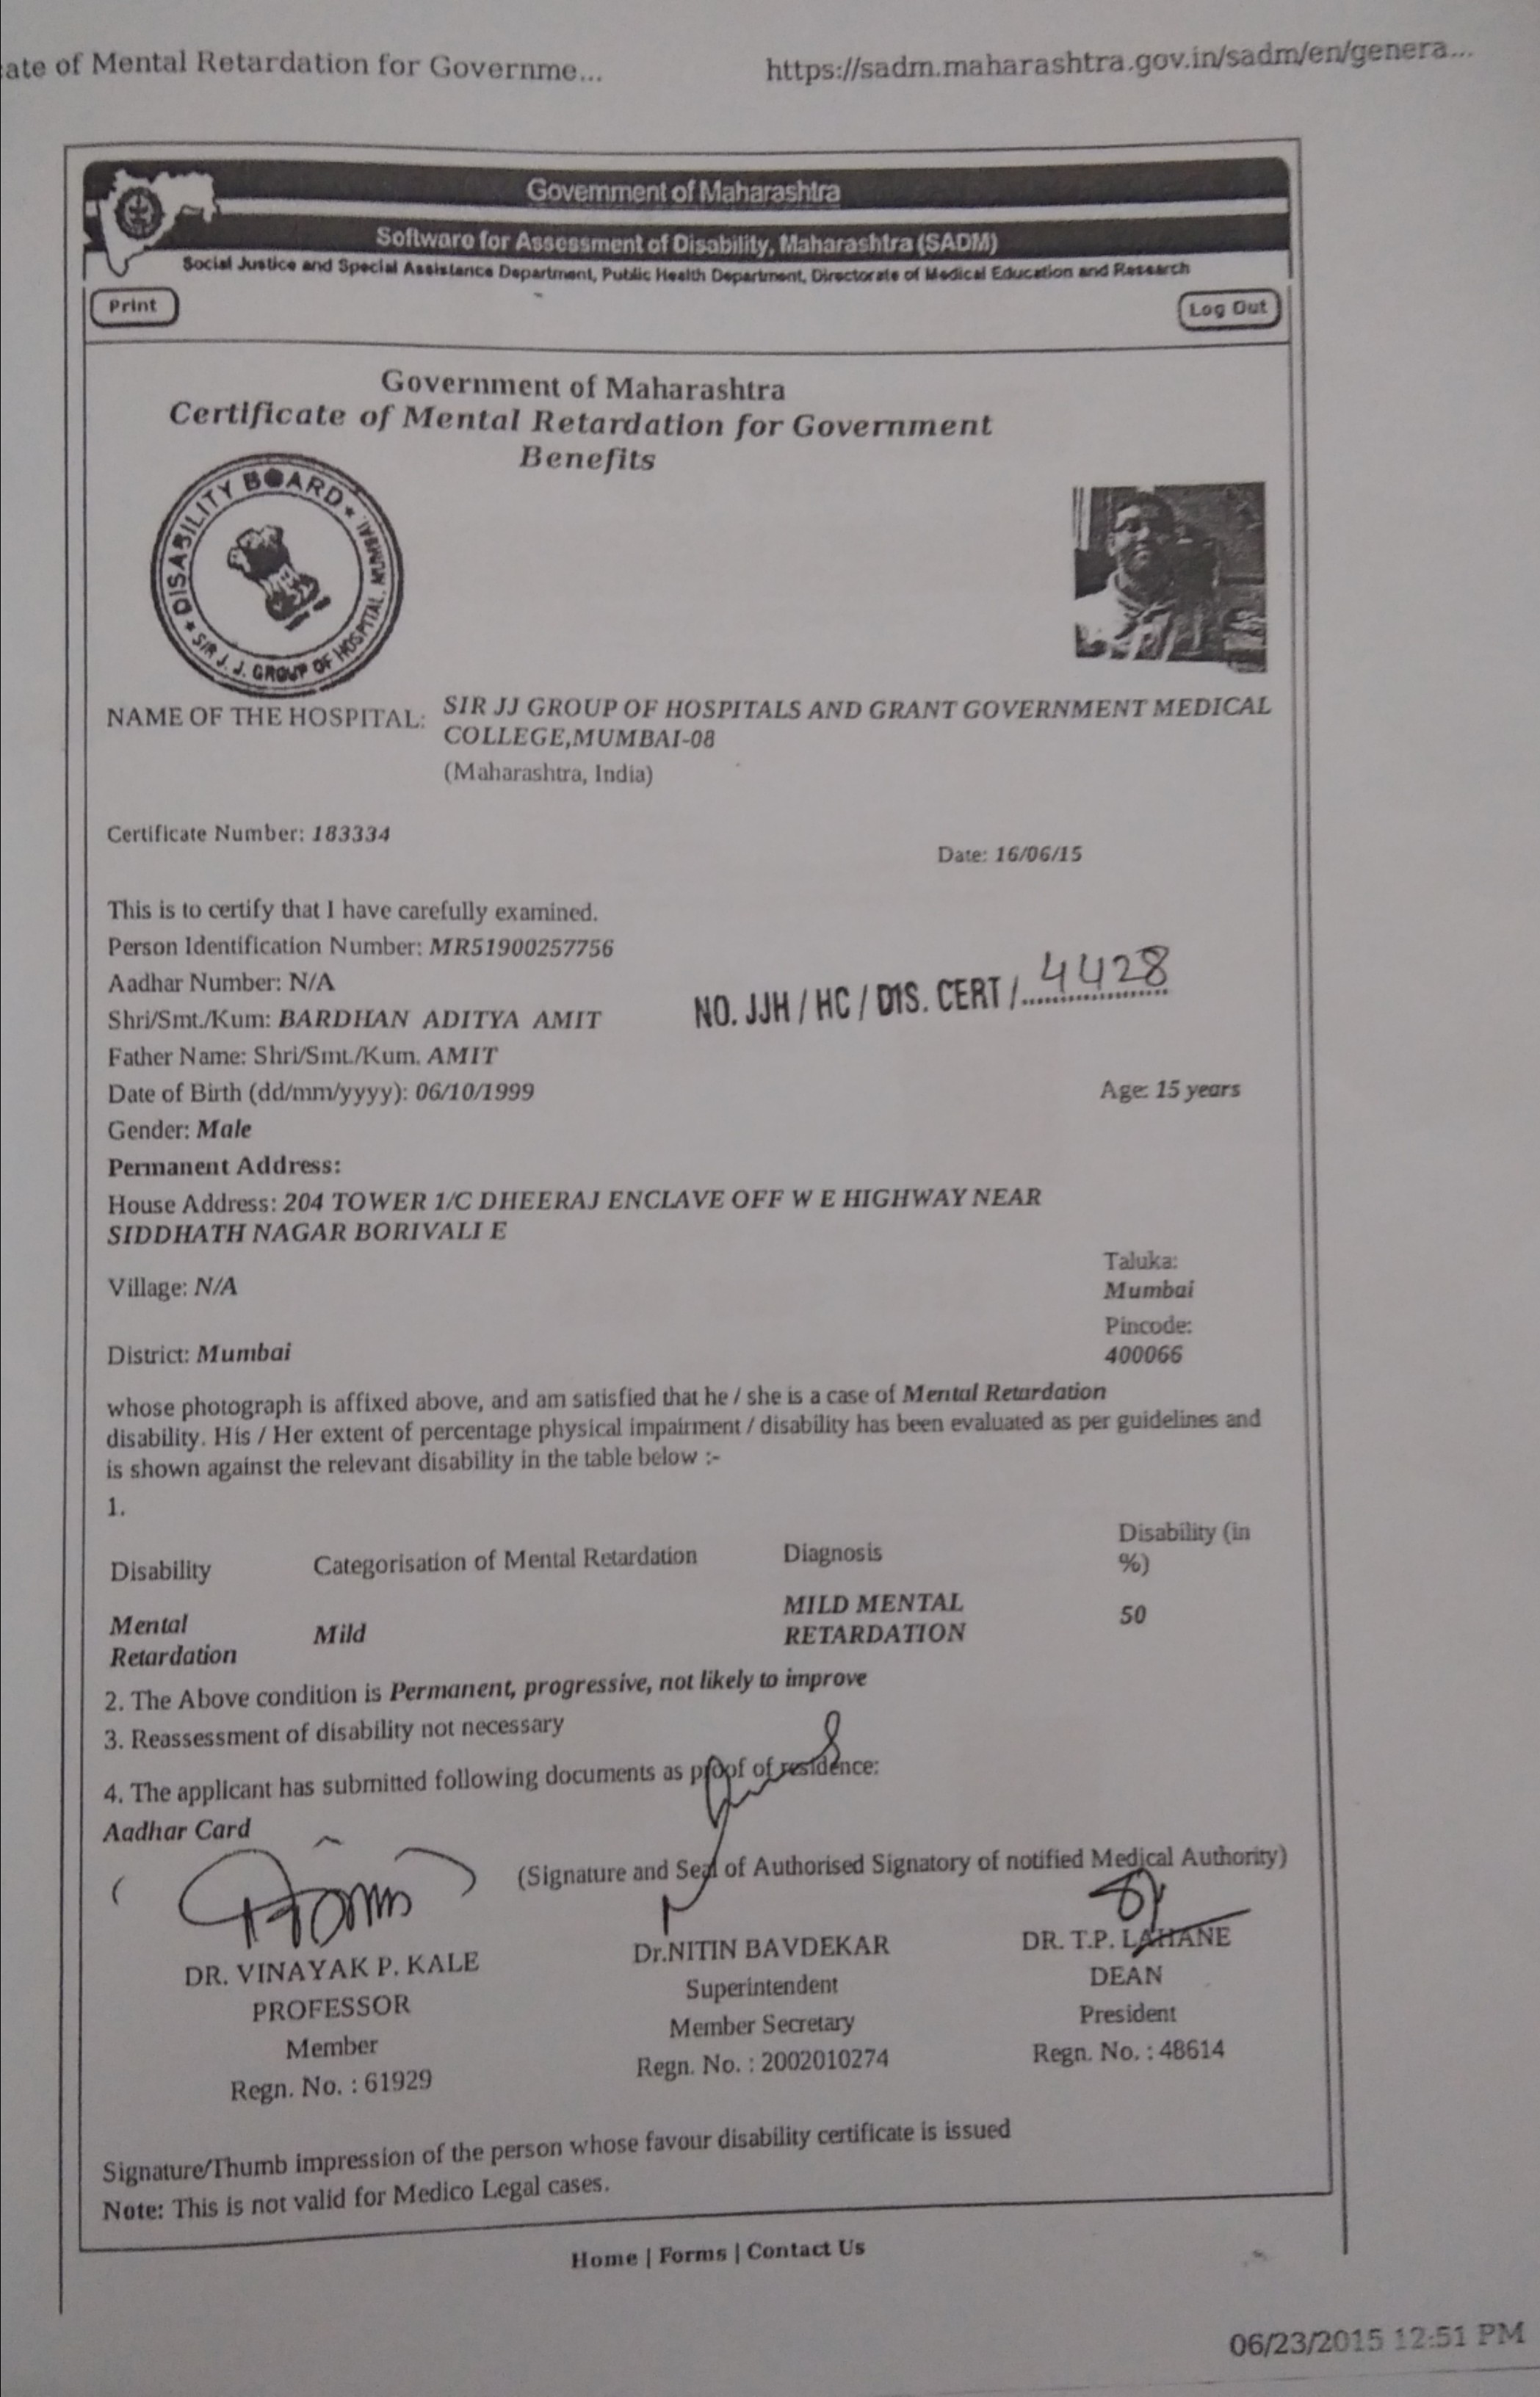 ate of Mental Retardation for Governme...
https://sadm.maharashtra.gov.in/sadm/en/genera...
Government of Maharashtra
Software for Assessment of Disability, Maharashtra (SADM)
Social Justice and Special Assistance Department, Public Health Department, Directorate of Medical Education and Research
Print
Log Out
Government of Maharashtra
Certificate of Mental Retardation for Government
Benefits
DISABILITY BOARD
SIR J. J. GROUP OF HOSPITAL, MUMBAI.
NAME OF THE HOSPITAL: SIR JJ GROUP OF HOSPITALS AND GRANT GOVERNMENT MEDICAL
COLLEGE,MUMBAI-08
(Maharashtra, India)
Certificate Number: 183334
Date: 16/06/15
This is to certify that I have carefully examined.
Person Identification Number: MR51900257756
Aadhar Number: N/A
NO. JJH / HC / DIS. CERT / 4428
Shri/Smt./Kum: BARDHAN ADITYA AMIT
Father Name: Shri/Smt./Kum. AMIT
Date of Birth (dd/mm/yyyy): 06/10/1999 Age: 15 years
Gender: Male
Permanent Address:
House Address: 204 TOWER 1/C DHEERAJ ENCLAVE OFF W E HIGHWAY NEAR
SIDDHATH NAGAR BORIVALI E
Village: N/A
Taluka:
Mumbai
District: Mumbai
Pincode:
400066
whose photograph is affixed above, and am satisfied that he / she is a case of Mental Retardation
disability. His / Her extent of percentage physical impairment / disability has been evaluated as per guidelines and
is shown against the relevant disability in the table below :-
1.
Disability Categorisation of Mental Retardation Diagnosis Disability (in
%)
Mental
Retardation Mild MILD MENTAL
RETARDATION 50
2. The Above condition is Permanent, progressive, not likely to improve
3. Reassessment of disability not necessary
4. The applicant has submitted following documents as proof of residence:
Aadhar Card
(Signature and Seal of Authorised Signatory of notified Medical Authority)
DR. VINAYAK P. KALE
PROFESSOR
Member
Regn. No. : 61929
Dr.NITIN BAVDEKAR
Superintendent
Member Secretary
Regn. No. : 2002010274
DR. T.P. LAHANE
DEAN
President
Regn. No. : 48614
Signature/Thumb impression of the person whose favour disability certificate is issued
Note: This is not valid for Medico Legal cases.
Home | Forms | Contact Us
06/23/2015 12:51 PM